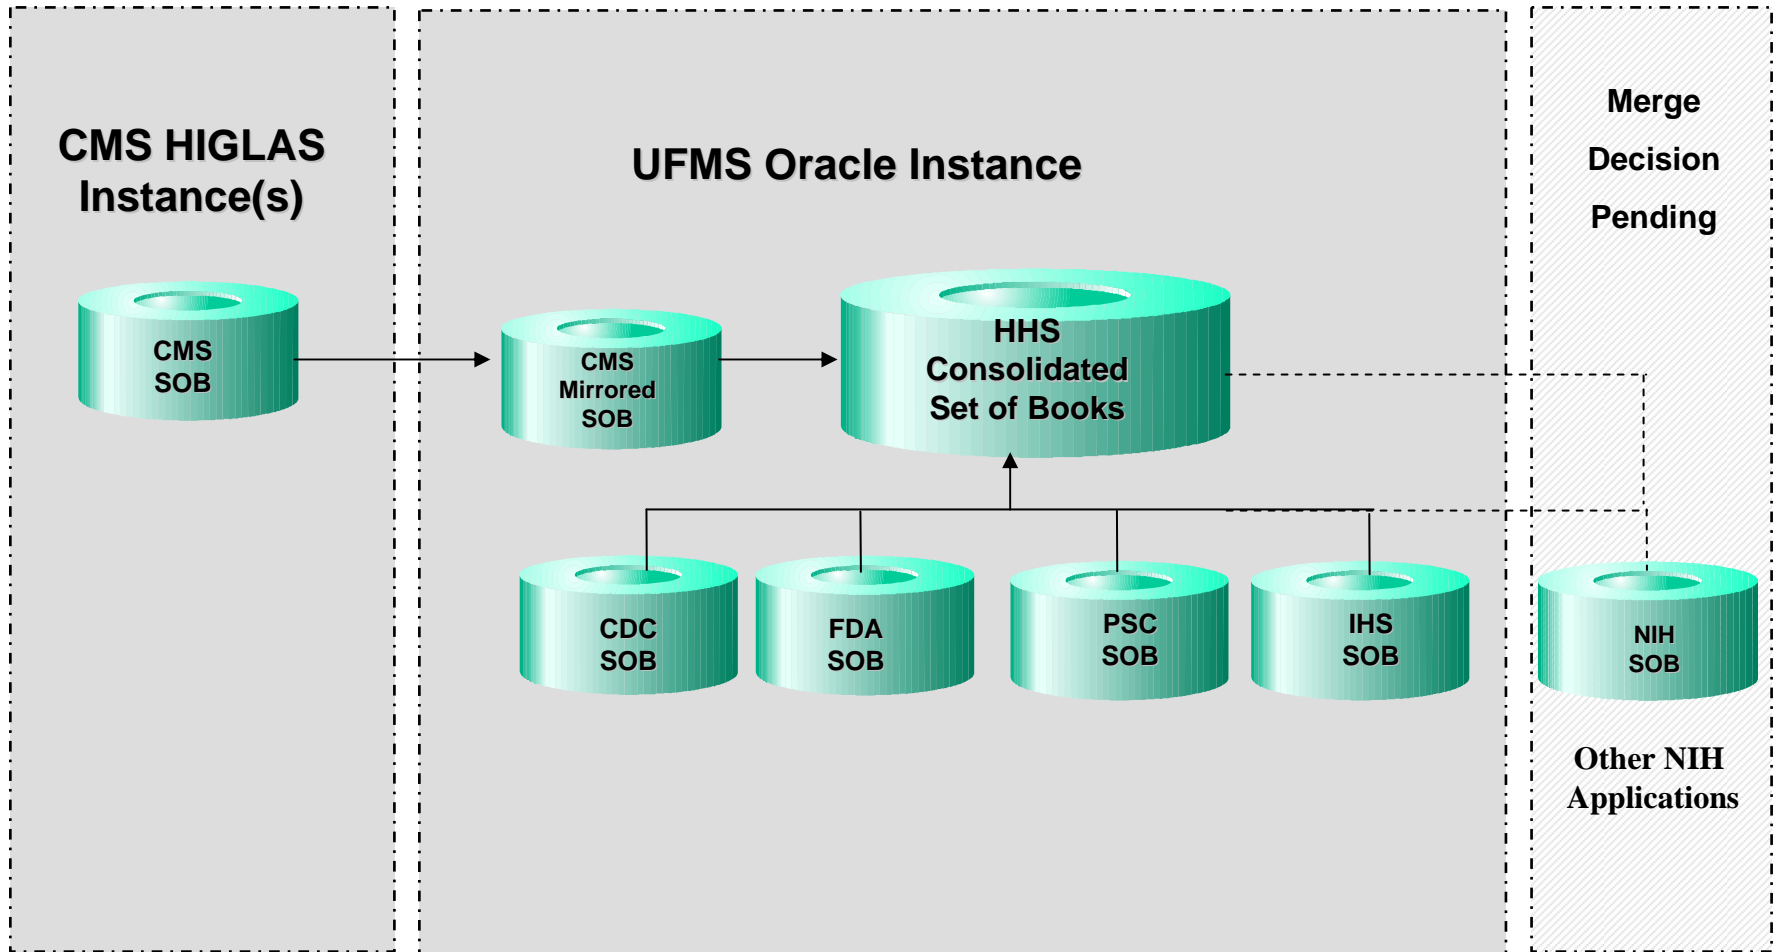 CMS HIGLAS
Instance(s)
UFMS Oracle Instance
Merge
Decision
Pending
CMS
SOB
CMS
Mirrored
SOB
HHS
Consolidated
Set of Books
CDC
SOB
FDA
SOB
PSC
SOB
IHS
SOB
NIH
SOB
Other NIH
Applications